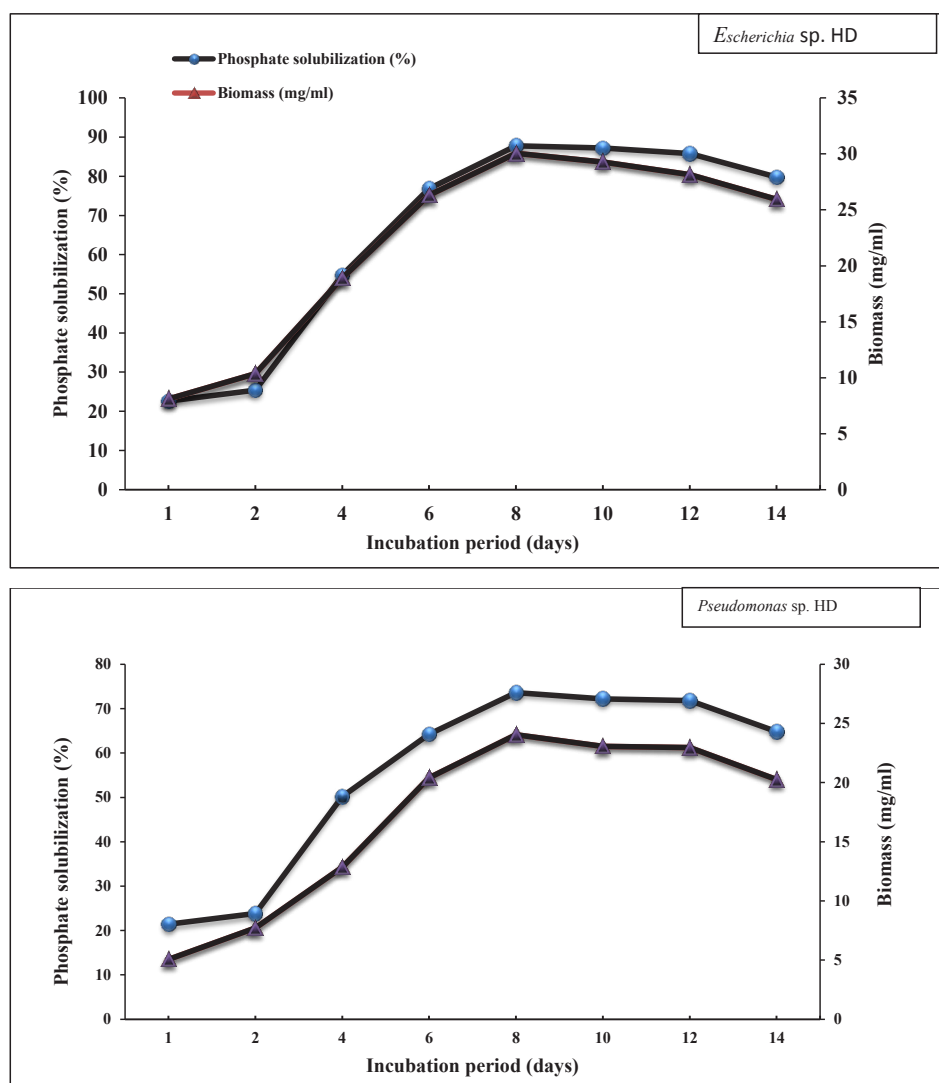 Escherichia sp. HD
Phosphate solubilization (%)
Biomass (mg/ml)
Phosphate solubilization (%)
100
90
80
70
60
50
40
30
20
10
0
35
30
25
20
15
10
5
0
Biomass (mg/ml)
1 2 4 6 8 10 12 14
Incubation period (days)
Pseudomonas sp. HD
Phosphate solubilization (%)
80
70
60
50
40
30
20
10
0
30
25
20
15
10
5
0
Biomass (mg/ml)
1 2 4 6 8 10 12 14
Incubation period (days)